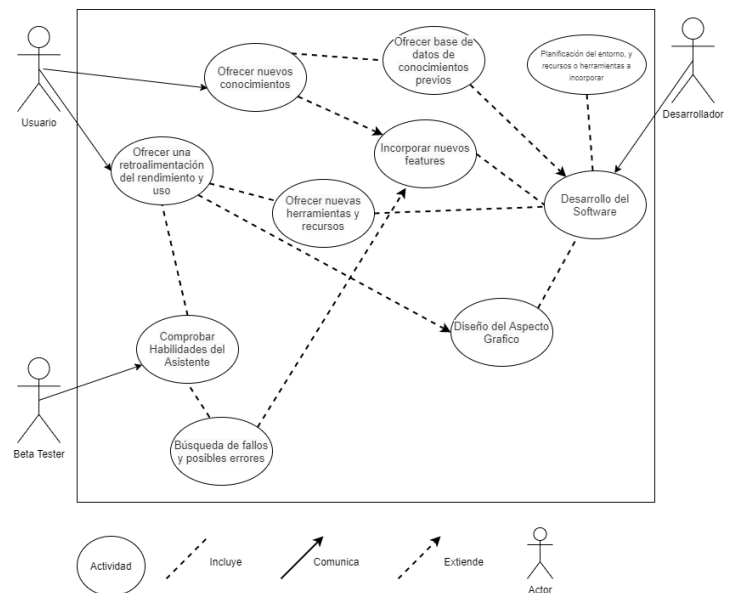 Ofrecer base de
datos de
conocimientos
previos
Planificación del entorno, y
recursos o herramientas a
incorporar
Ofrecer nuevos
conocimientos
Usuario
Desarrollador
Ofrecer una
retroalimentación
del rendimiento y
uso
Incorporar nuevos
features
Ofrecer nuevas
herramientas y
recursos
Desarrollo del
Software
Diseño del Aspecto
Grafico
Comprobar
Habilidades del
Asistente
Beta Tester
Búsqueda de fallos
y posibles errores
Actividad
Incluye
Comunica
Extiende
Actor